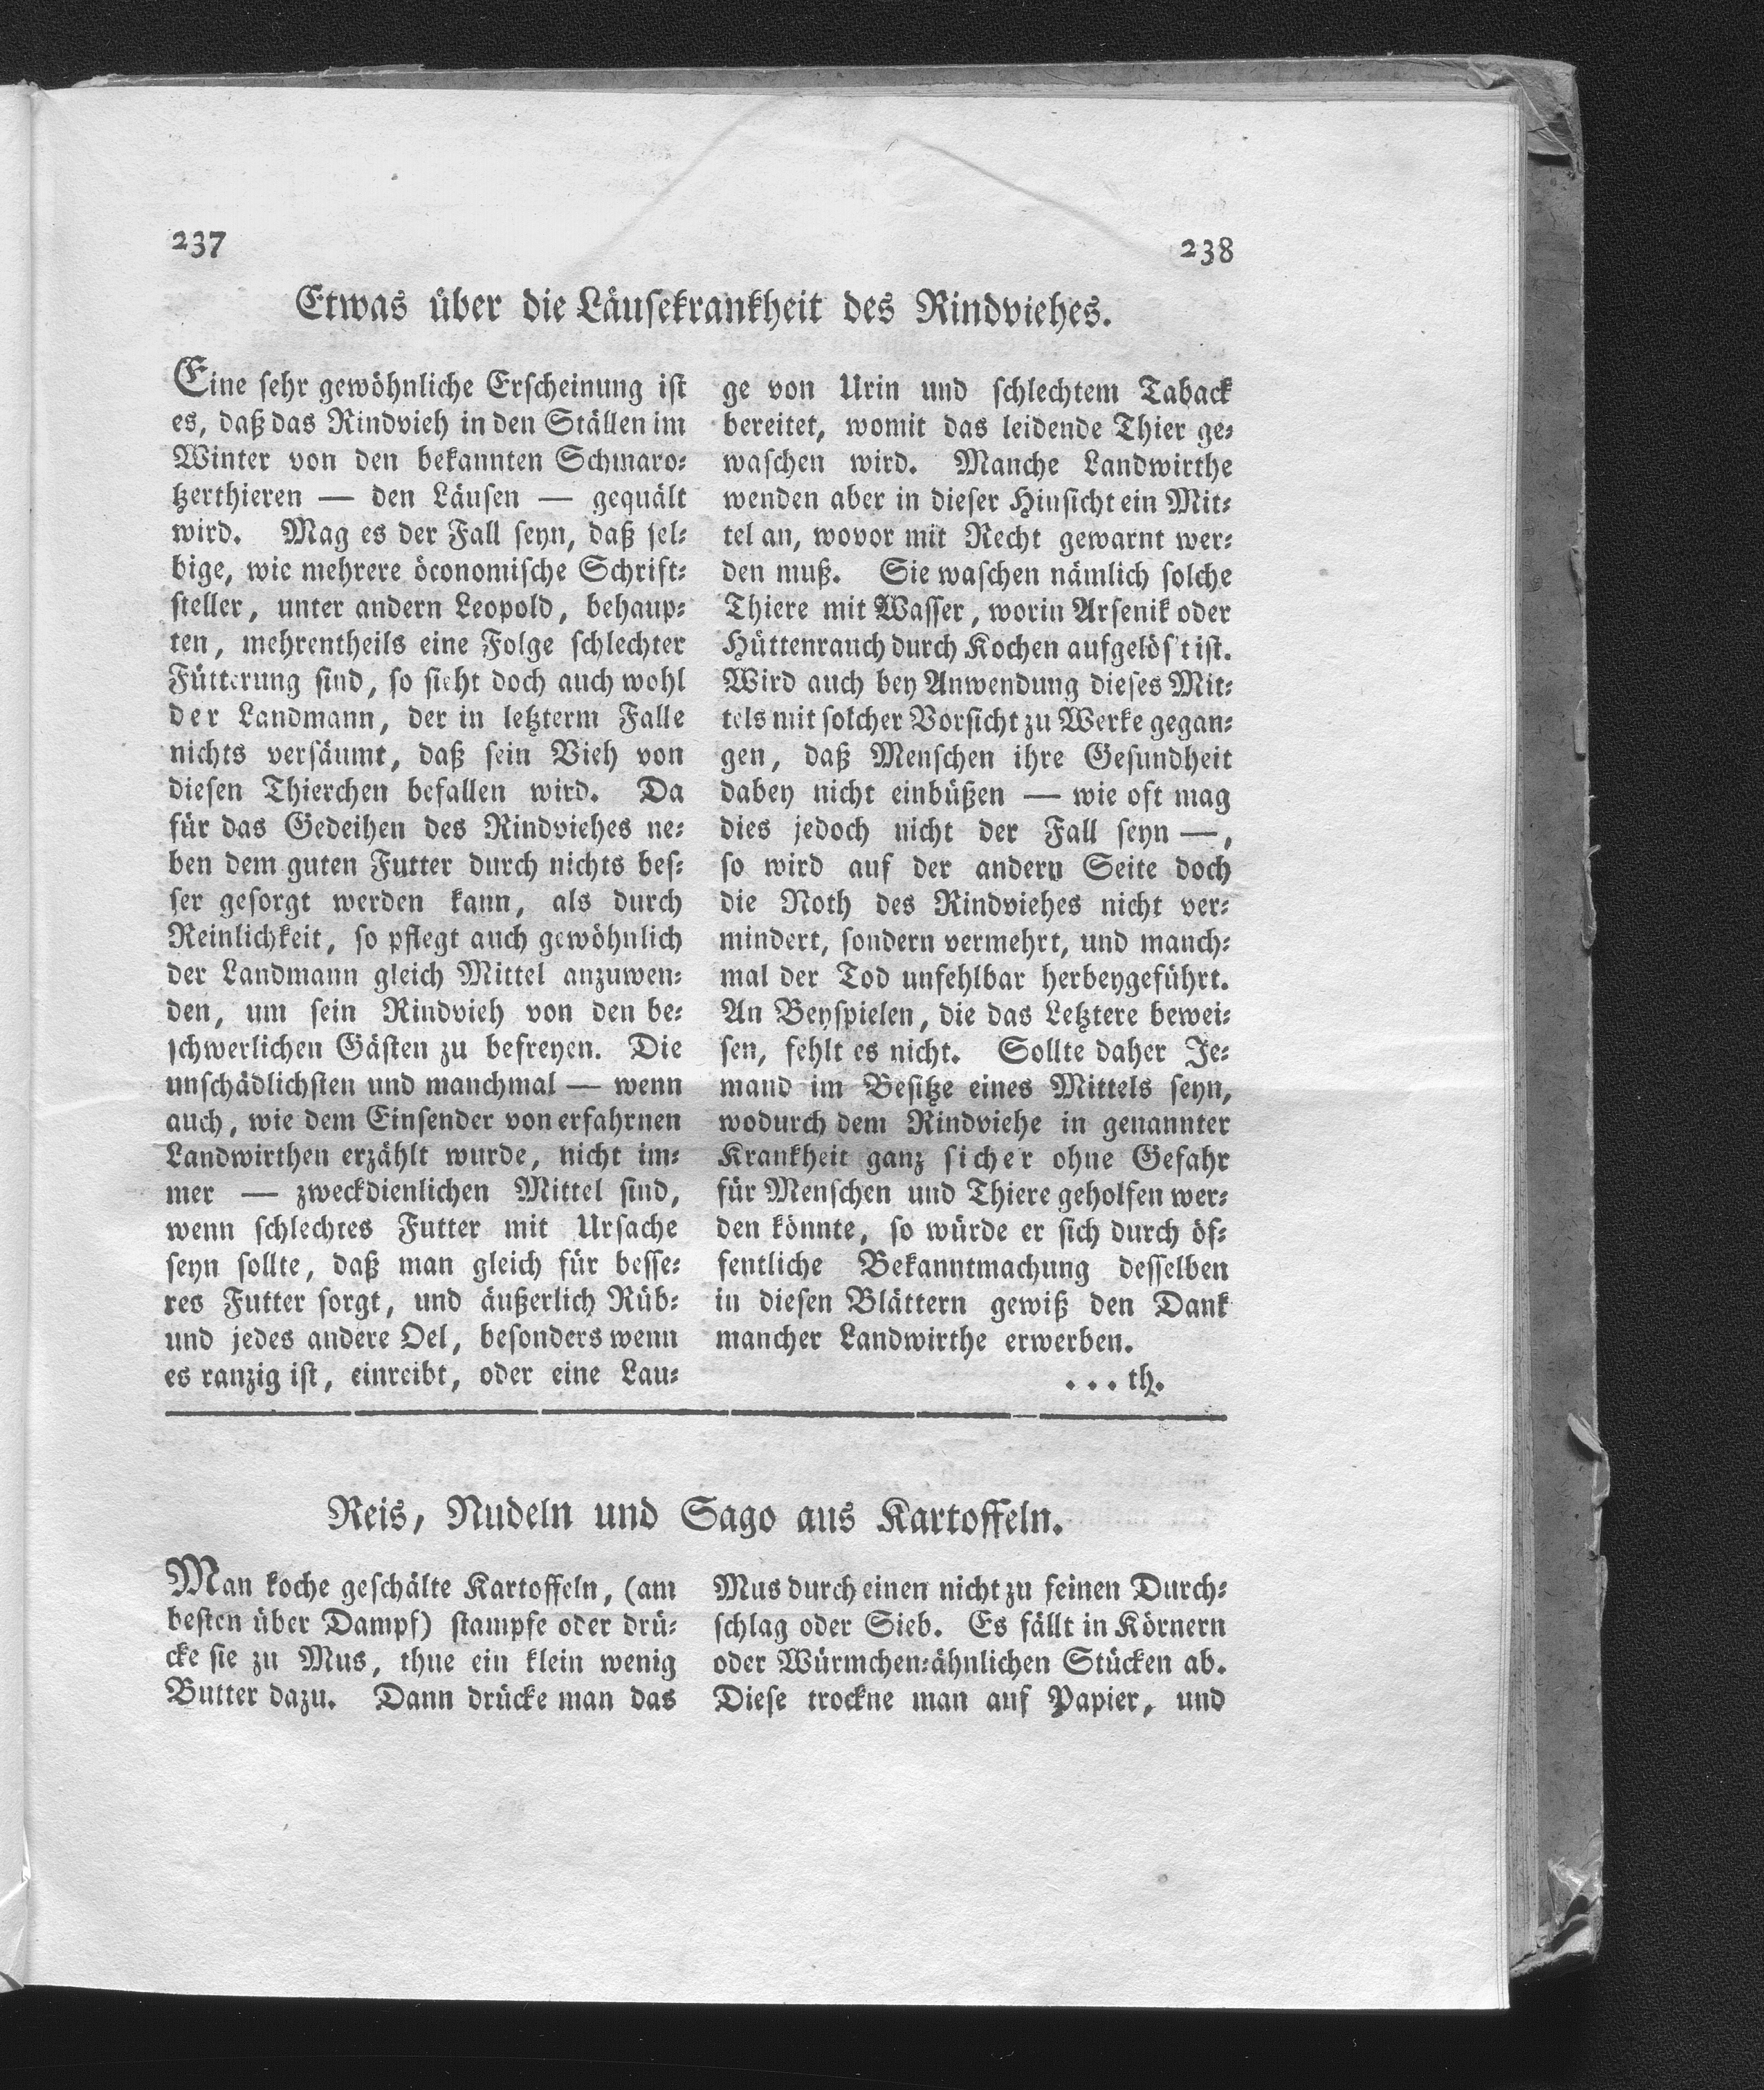 237
238
Etwas über die Läusekrankheit des Rindviehes.
Eine sehr gewöhnliche Erscheinung ist
es, daß das Rindvieh in den Ställen im
Winter von den bekannten Schmaro-
tzerthieren — den Läusen — gequält
wird. Mag es der Fall seyn, daß sel-
bige, wie mehrere öconomische Schrift-
steller, unter andern Leopold, behaup-
ten, mehrentheils eine Folge schlechter
Fütterung sind, so sieht doch auch wohl
der Landmann, der in letzterm Falle
nichts versäumt, daß sein Vieh von
diesen Thierchen befallen wird. Da
für das Gedeihen des Rindviehes ne-
ben dem guten Futter durch nichts bes-
ser gesorgt werden kann, als durch
Reinlichkeit, so pflegt auch gewöhnlich
der Landmann gleich Mittel anzuwen-
den, um sein Rindvieh von den be-
schwerlichen Gästen zu befreyen. Die
unschädlichsten und manchmal — wenn
auch, wie dem Einsender von erfahrnen
Landwirthen erzählt wurde, nicht im-
mer — zweckdienlichen Mittel sind,
wenn schlechtes Futter mit Ursache
seyn sollte, daß man gleich für besse-
res Futter sorgt, und äußerlich Rüb-
und jedes andere Oel, besonders wenn
es ranzig ist, einreibt, oder eine Lau-
ge von Urin und schlechtem Taback
bereitet, womit das leidende Thier ge-
waschen wird. Manche Landwirthe
wenden aber in dieser Hinsicht ein Mit-
tel an, wovor mit Recht gewarnt wer-
den muß. Sie waschen nämlich solche
Thiere mit Wasser, worin Arsenik oder
Hüttenrauch durch Kochen aufgelös't ist.
Wird auch bey Anwendung dieses Mit-
tels mit solcher Vorsicht zu Werke gegan-
gen, daß Menschen ihre Gesundheit
dabey nicht einbüßen — wie oft mag
dies jedoch nicht der Fall seyn —,
so wird auf der andern Seite doch
die Noth des Rindviehes nicht ver-
mindert, sondern vermehrt, und manch-
mal der Tod unfehlbar herbeygeführt.
An Beyspielen, die das Letztere bewei-
sen, fehlt es nicht. Sollte daher Je-
mand im Besitze eines Mittels seyn,
wodurch dem Rindviehe in genannter
Krankheit ganz sicher ohne Gefahr
für Menschen und Thiere geholfen wer-
den könnte, so würde er sich durch öf-
fentliche Bekanntmachung desselben
in diesen Blättern gewiß den Dank
mancher Landwirthe erwerben.
...th.
Reis, Nudeln und Sago aus Kartoffeln.
Man koche geschälte Kartoffeln, (am
besten über Dampf) stampfe oder drü-
cke sie zu Mus, thue ein klein wenig
Butter dazu. Dann drücke man das
Mus durch einen nicht zu feinen Durch-
schlag oder Sieb. Es fällt in Körnern
oder Würmchen-ähnlichen Stücken ab.
Diese trockne man auf Papier, und